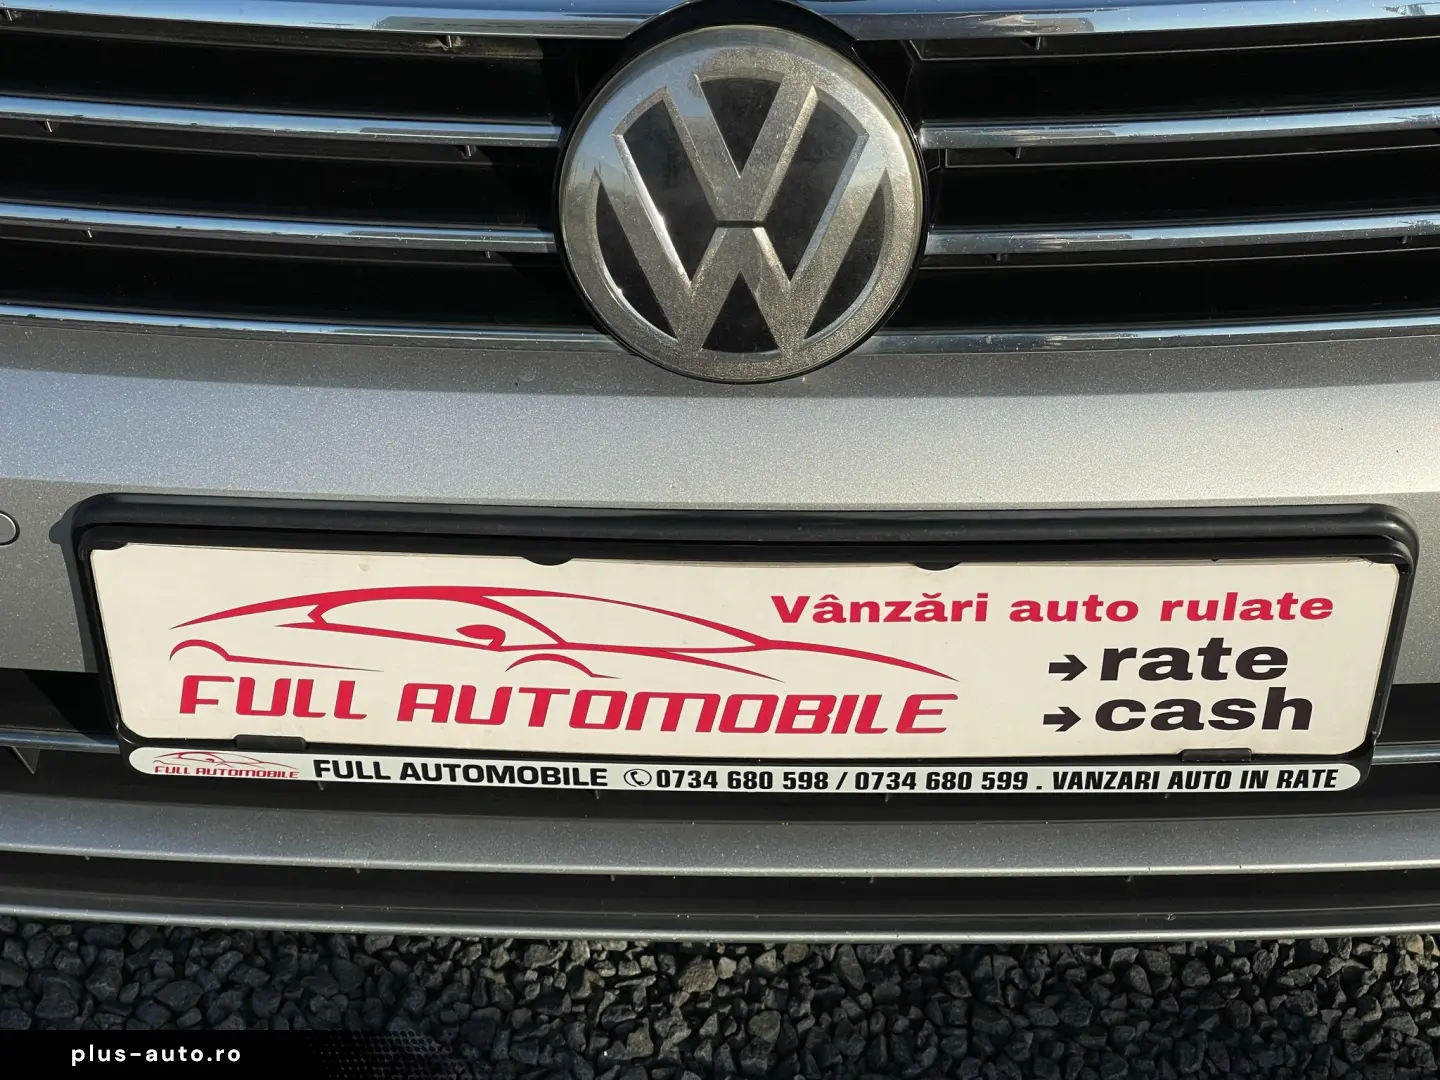 Vânzări auto rulate
→rate
→cash
FULL AUTOMOBILE
FULL AUTOMOBILE FULL AUTOMOBILE 0734 680 598 / 0734 680 599 . VANZARI AUTO IN RATE
plus-auto.ro